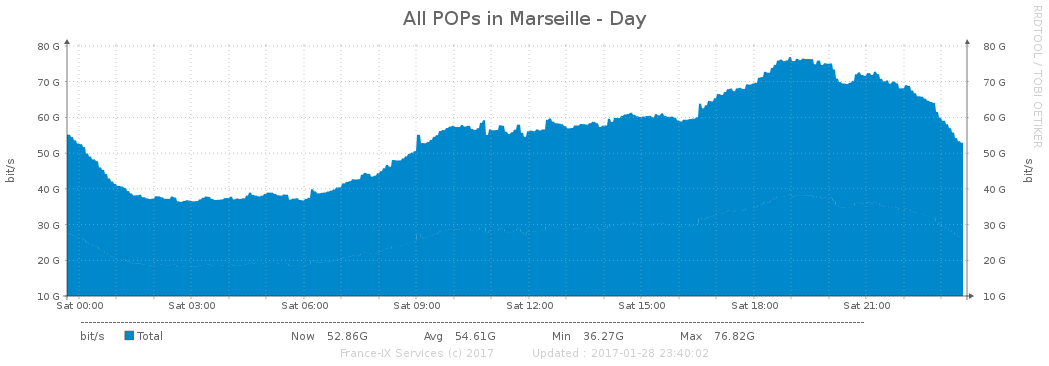 All POPs in Marseille - Day
RRDTOOL / TOBI OETIKER
80 G 80 G
70 G 70 G
60 G 60 G
50 G 50 G
40 G 40 G
30 G 30 G
20 G 20 G
10 G 10 G
bit/s
bit/s
Sat 00:00 Sat 03:00 Sat 06:00 Sat 09:00 Sat 12:00 Sat 15:00 Sat 18:00 Sat 21:00
bit/s Total Now 52.86G Avg 54.61G Min 36.27G Max 76.82G
France-IX Services (c) 2017 Updated : 2017-01-28 23:40:02